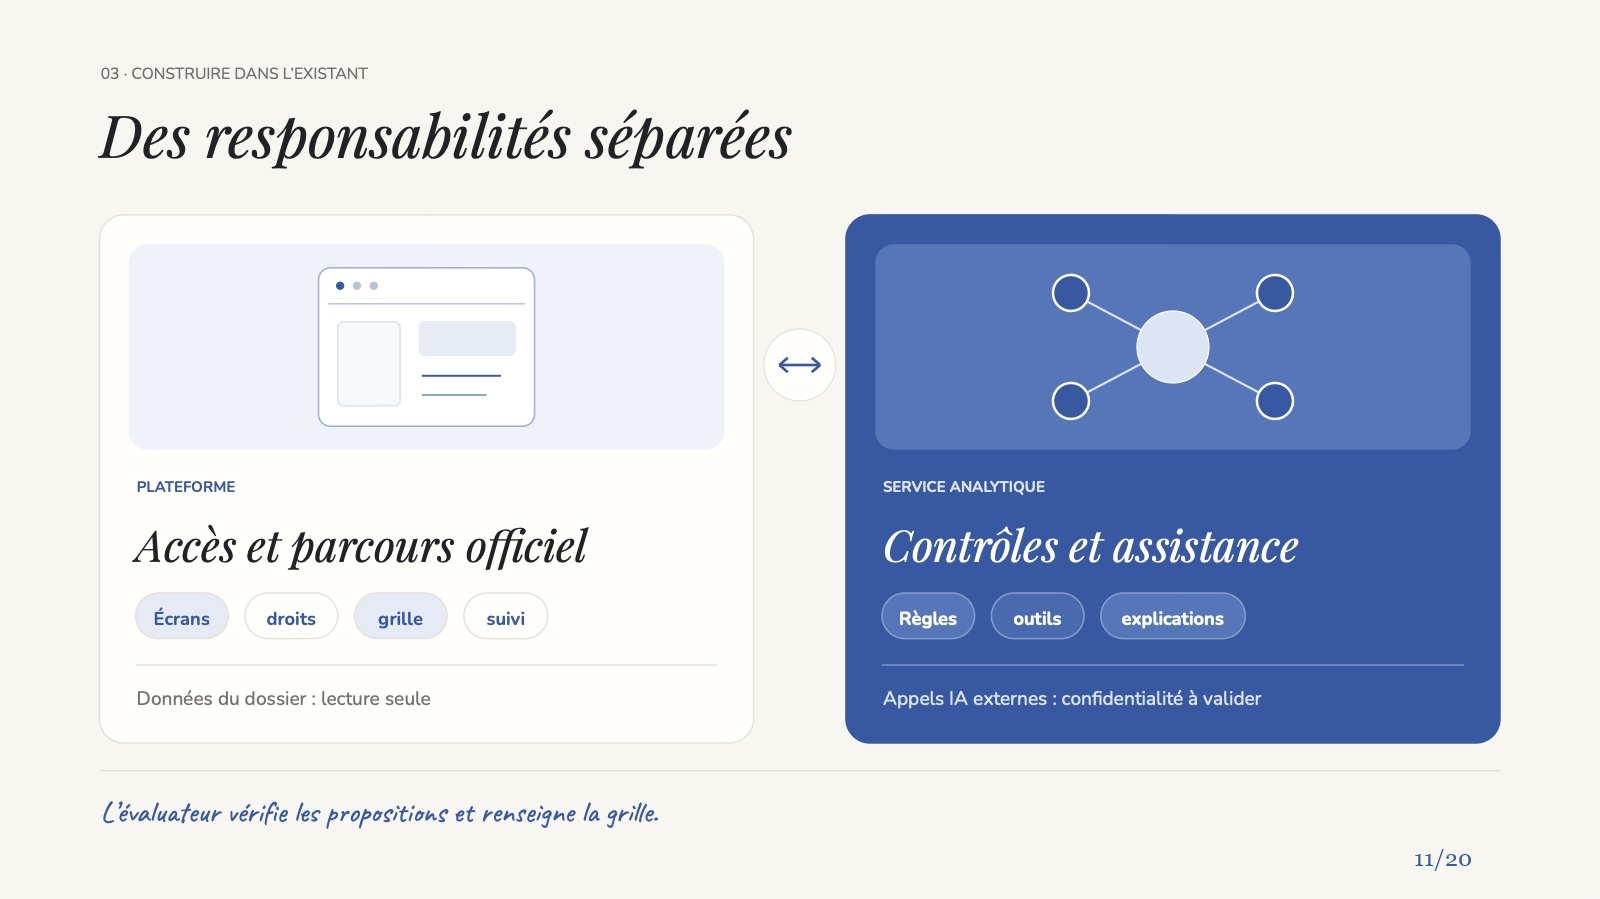 03 · CONSTRUIRE DANS L’EXISTANT
Des responsabilités séparées
PLATEFORME
Accès et parcours officiel
Écrans droits grille suivi
Données du dossier : lecture seule
SERVICE ANALYTIQUE
Contrôles et assistance
Règles outils explications
Appels IA externes : confidentialité à valider
L’évaluateur vérifie les propositions et renseigne la grille.
11/20